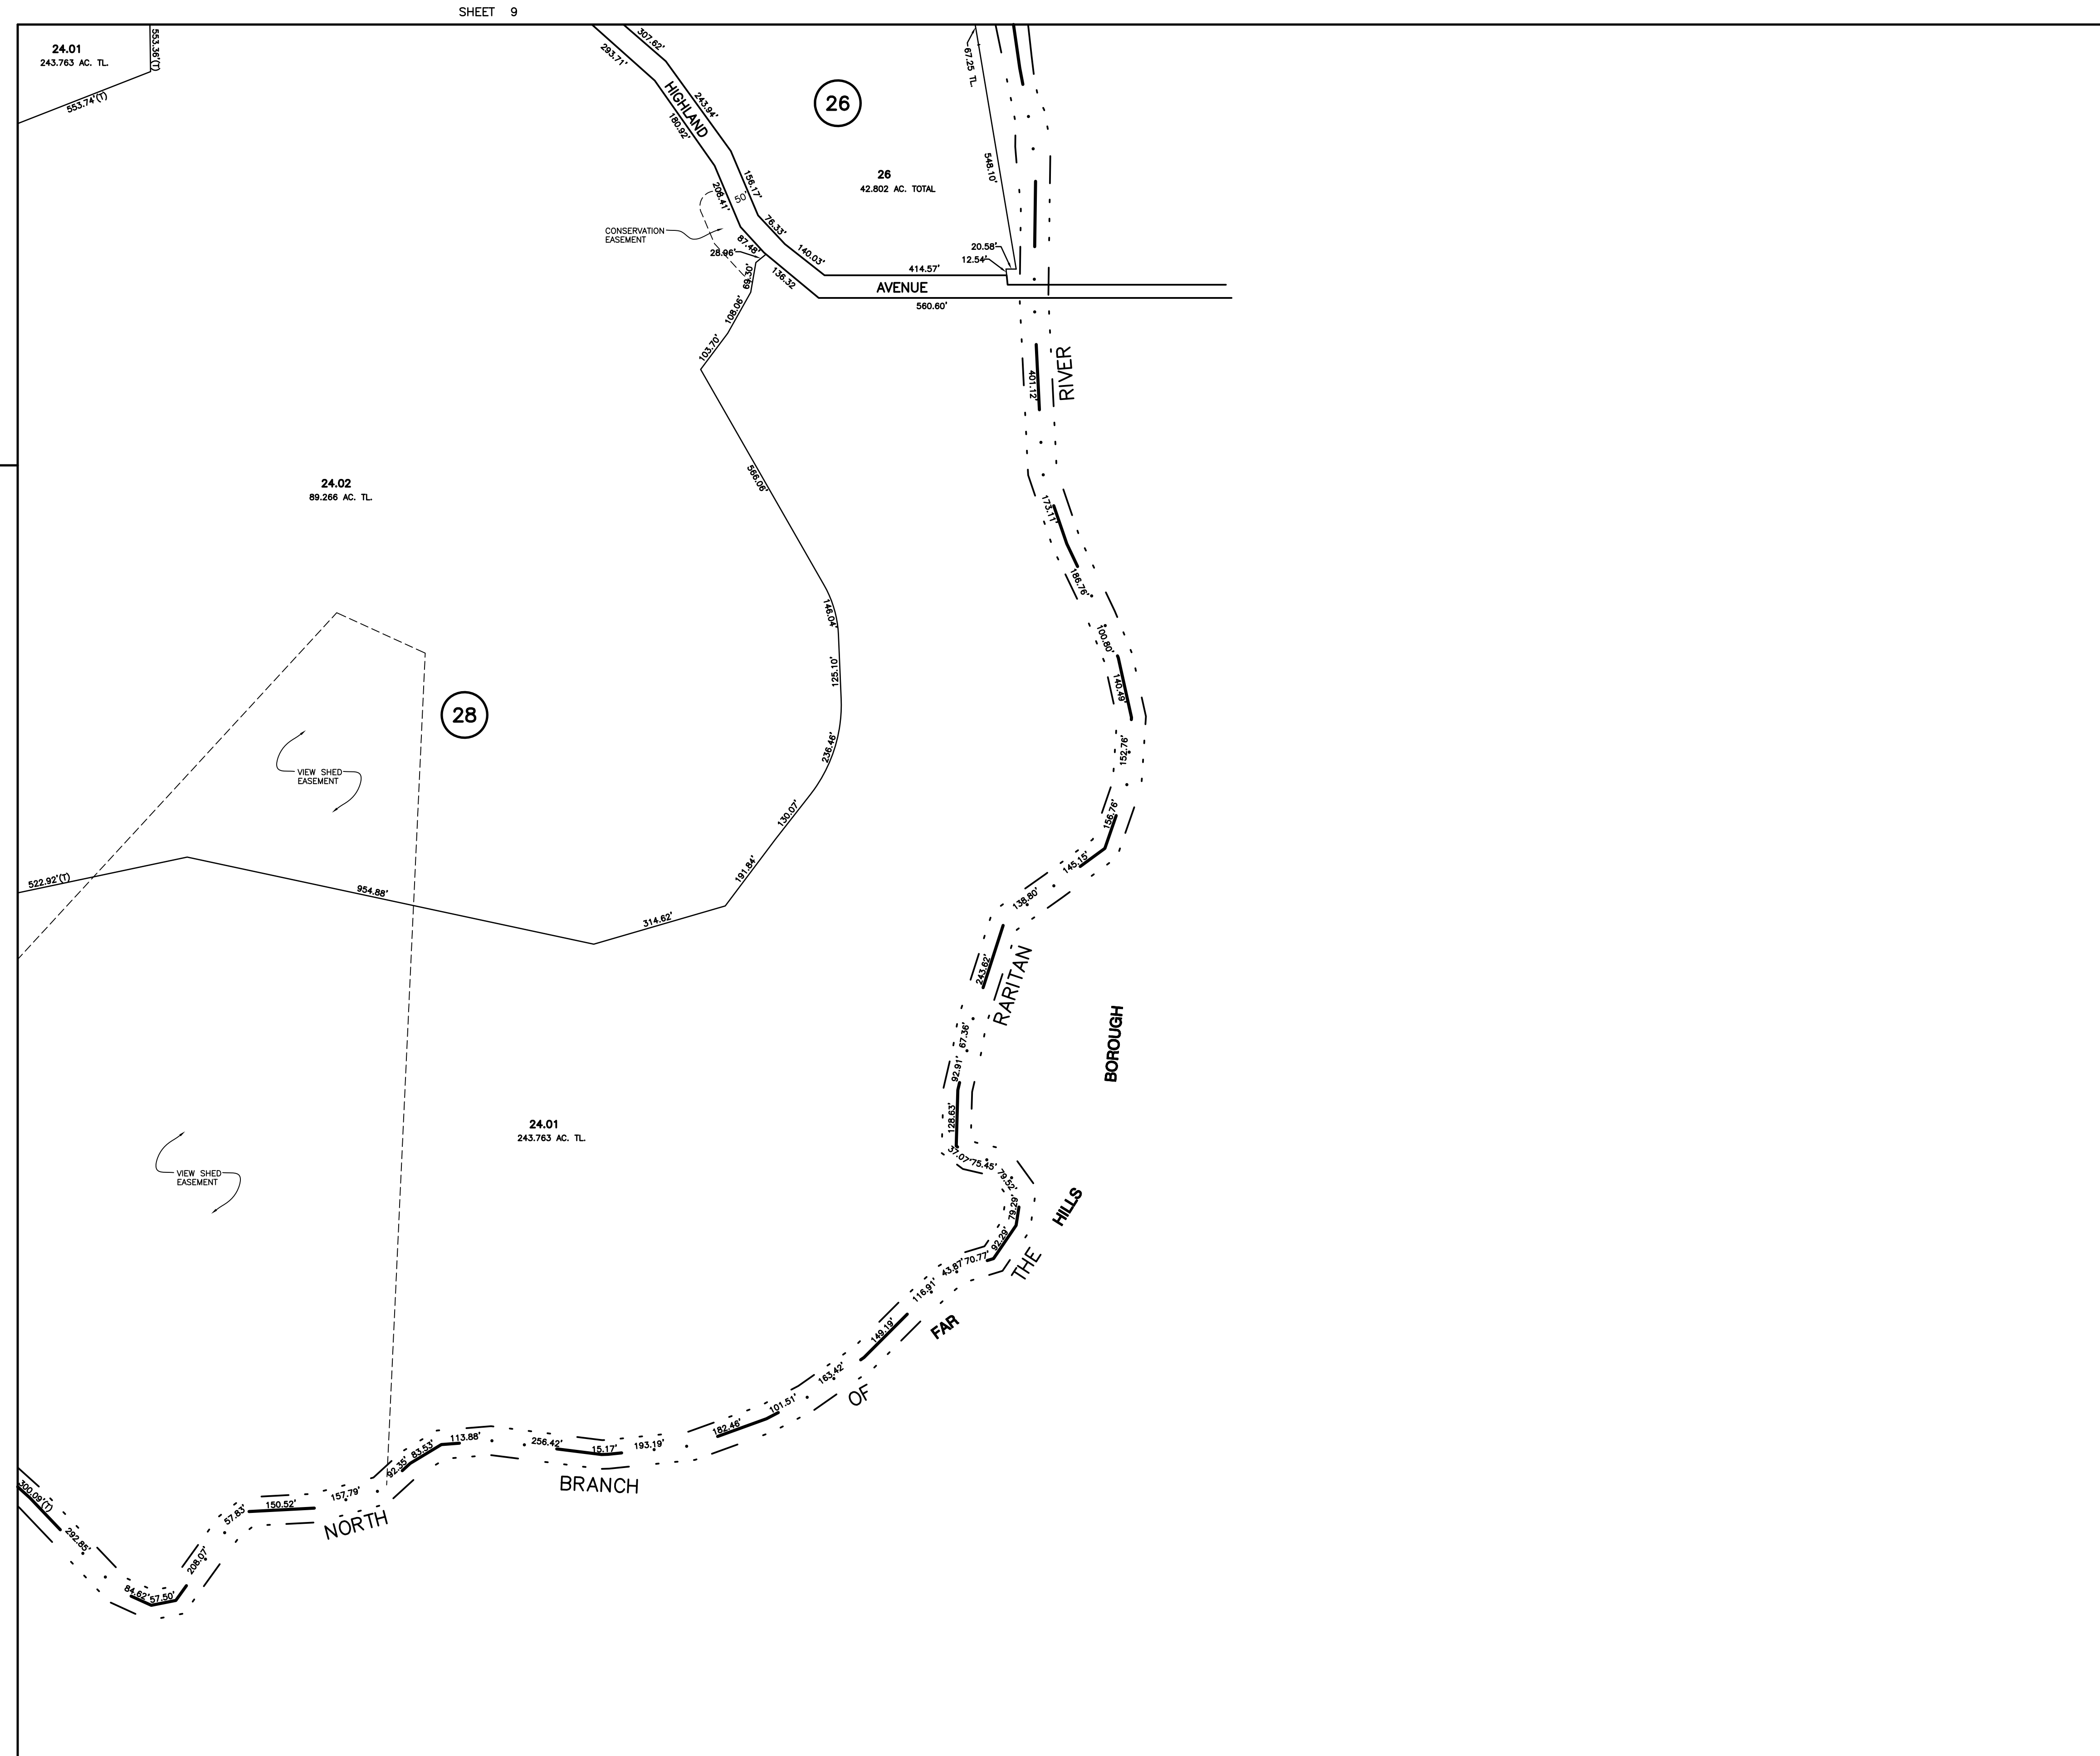 SHEET 9
24.01
243.763 AC. TL.
553.36'(T)
553.74'(T)
307.62'
293.71'
HIGHLAND
243.94'
180.92'
156.17'
208.41'
50'
76.33'
87.48'
28.96'
140.03'
136.32
69.30'
108.06'
103.70'
CONSERVATION
EASEMENT
26
26
42.802 AC. TOTAL
67.25 TL.
548.10'
20.58'
12.54'
414.57'
AVENUE
560.60'
RIVER
401.12'
173.11'
186.76'
100.80'
140.49'
152.76'
156.76'
145.15'
138.80'
243.62'
RARITAN
67.36'
92.91'
128.63'
37.07'
75.45'
79.52'
79.29'
92.29'
70.77'
43.87'
116.91'
149.19'
163.42'
101.51'
182.46'
193.19'
15.17'
256.42'
113.88'
83.53'
92.35'
157.79'
150.52'
57.83'
208.07'
57.50'
84.62'
292.85'
300.09'(T)
24.02
89.266 AC. TL.
566.06'
146.04'
125.10'
236.46'
130.07'
191.84'
314.62'
954.88'
522.92'(T)
28
VIEW SHED
EASEMENT
24.01
243.763 AC. TL.
VIEW SHED
EASEMENT
BOROUGH
HILLS
THE
FAR
OF
BRANCH
NORTH